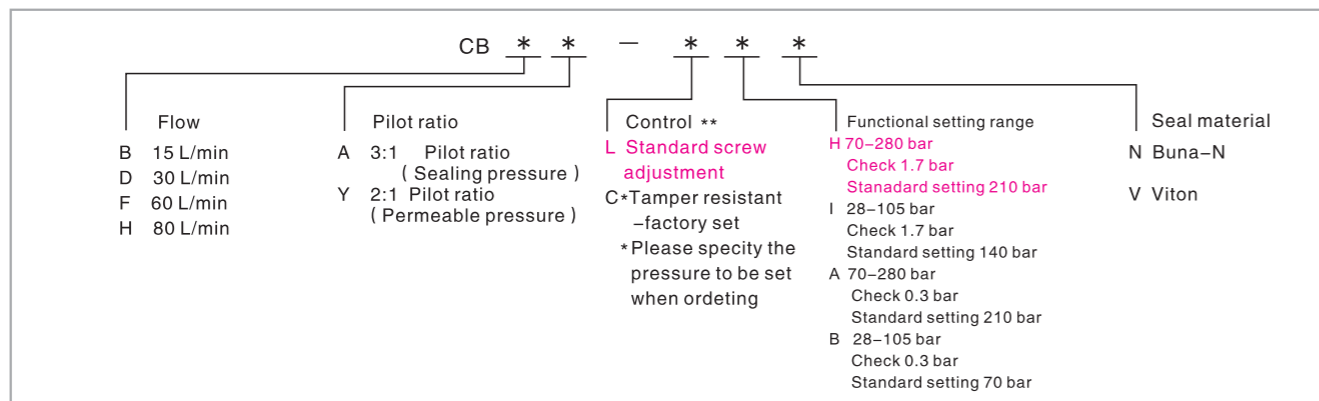 CB * * – * * *
Flow
B 15 L/min
D 30 L/min
F 60 L/min
H 80 L/min
Pilot ratio
A 3:1 Pilot ratio
( Sealing pressure )
Y 2:1 Pilot ratio
( Permeable pressure )
Control **
L Standard screw
adjustment
C*Tamper resistant
–factory set
*Please specify the
pressure to be set
when ordeting
Functional setting range
H 70–280 bar
Check 1.7 bar
Stanadard setting 210 bar
I 28–105 bar
Check 1.7 bar
Standard setting 140 bar
A 70–280 bar
Check 0.3 bar
Standard setting 210 bar
B 28–105 bar
Check 0.3 bar
Standard setting 70 bar
Seal material
N Buna–N
V Viton